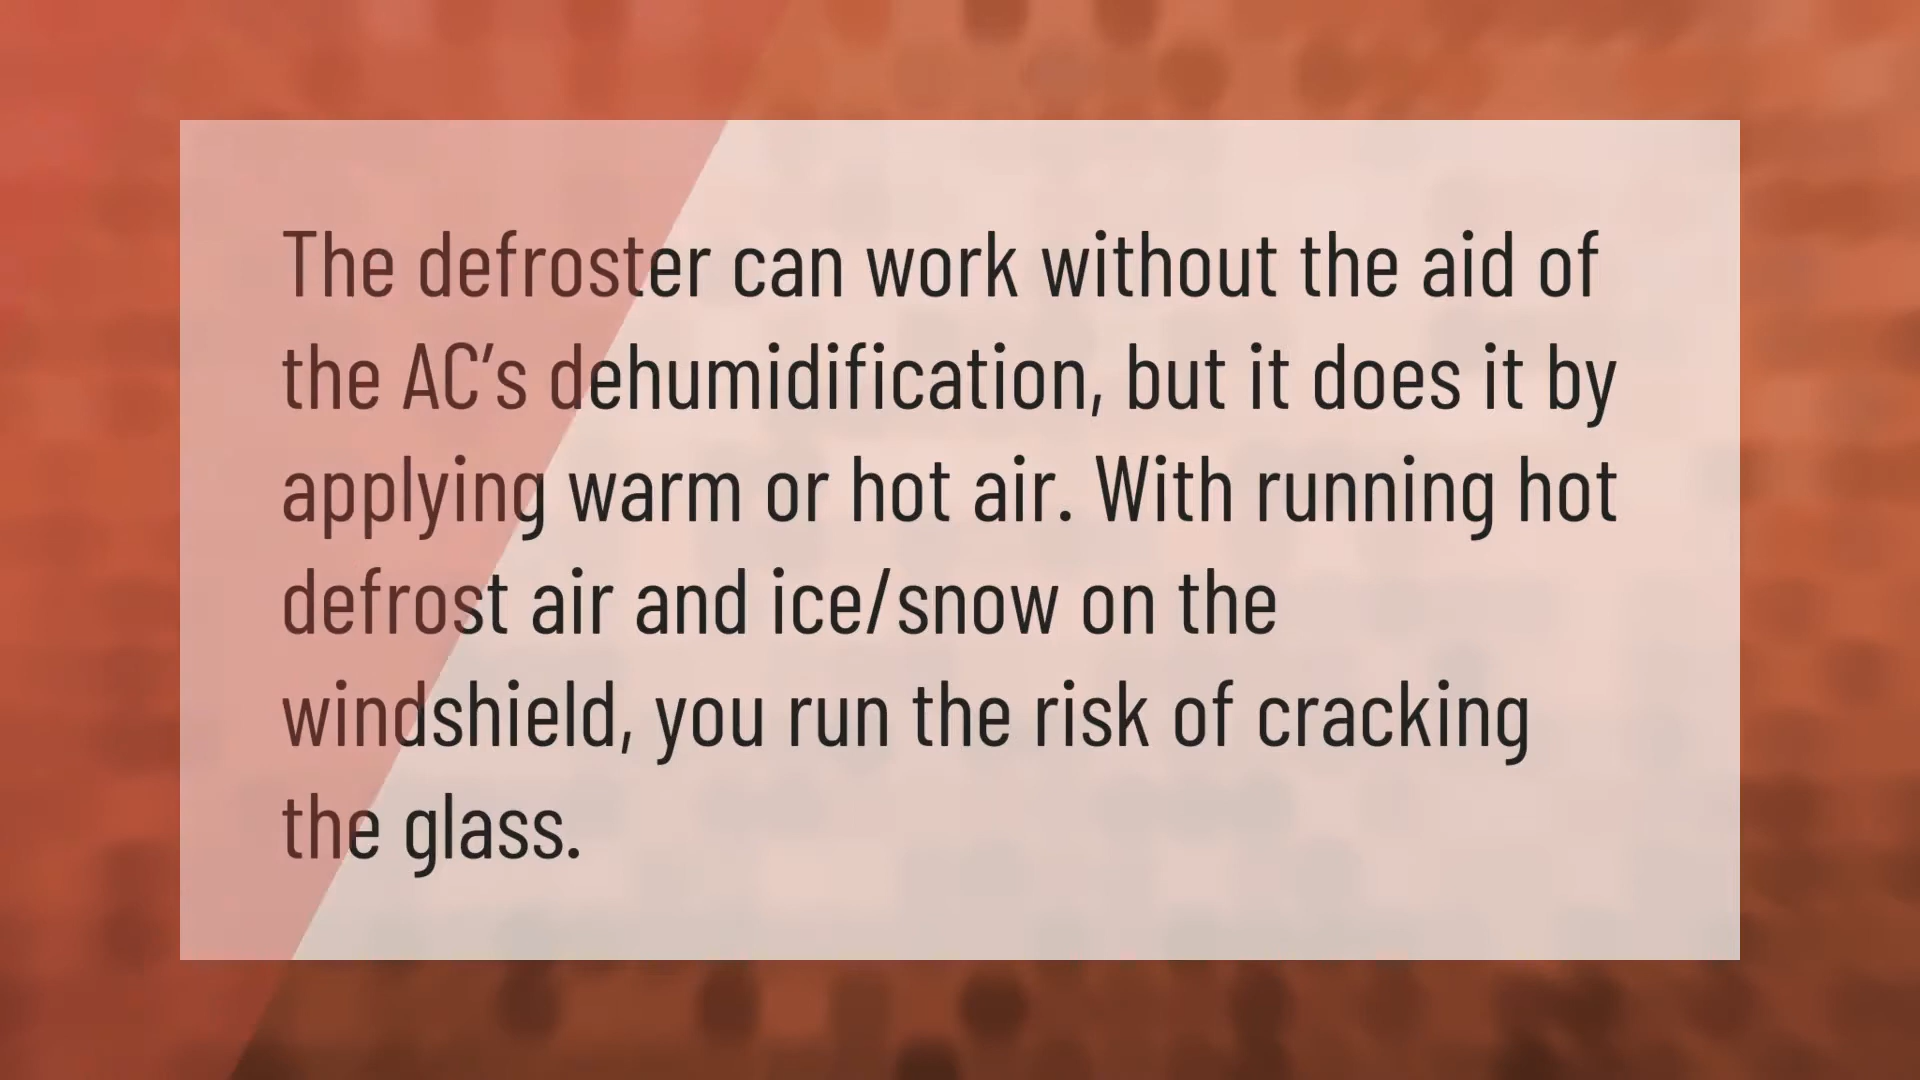 The defroster can work without the aid of
the AC’s dehumidification, but it does it by
applying warm or hot air. With running hot
defrost air and ice/snow on the
windshield, you run the risk of cracking
the glass.